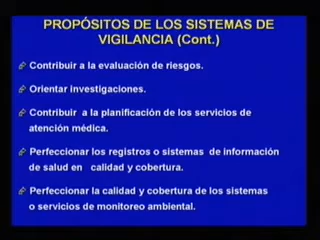 PROPÓSITOS DE LOS SISTEMAS DE
VIGILANCIA (Cont.)
Contribuir a la evaluación de riesgos.
Orientar investigaciones.
Contribuir a la planificación de los servicios de
atención médica.
Perfeccionar los registros o sistemas de información
de salud en calidad y cobertura.
Perfeccionar la calidad y cobertura de los sistemas
o servicios de monitoreo ambiental.